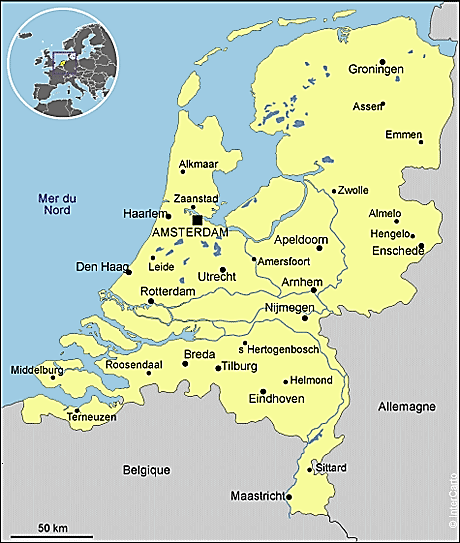 Groningen
Assen
Emmen
Alkmaar
Zaanstad
Zwolle
Mer du
Nord
Haarlem
AMSTERDAM
Almelo
Hengelo
Enschede
Apeldoorn
Amersfoort
Leide
Den Haag
Utrecht
Arnhem
Rotterdam
Nijmegen
s Hertogenbosch
Breda
Roosendaal
Tilburg
Middelburg
Helmond
Eindhoven
Allemagne
Terneuzen
Belgique
Sittard
Maastricht
50 km
© InterCarto